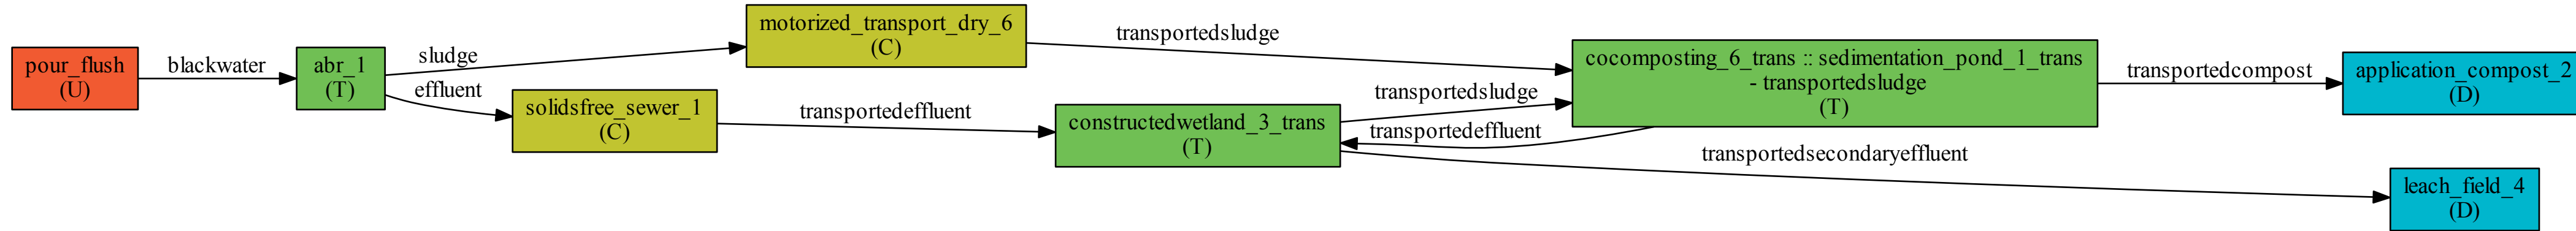 pour_flush
(U)
blackwater
abr_1
(T)
sludge
effluent
motorized_transport_dry_6
(C)
solidsfree_sewer_1
(C)
transportedsludge
transportedeffluent
constructedwetland_3_trans
(T)
transportedsludge
transportedeffluent
cocomposting_6_trans :: sedimentation_pond_1_trans
- transportedsludge
(T)
transportedsecondaryeffluent
transportedcompost
application_compost_2
(D)
leach_field_4
(D)